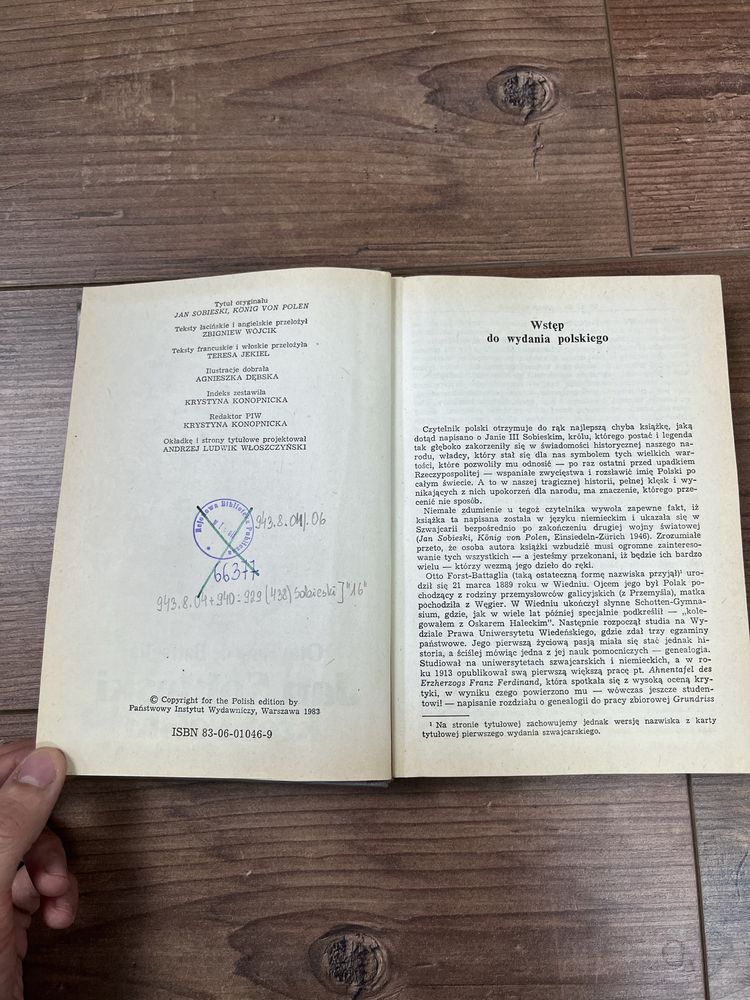 Tytuł oryginału
JAN SOBIESKI, KÖNIG VON POLEN
Teksty łacińskie i angielskie przełożył
ZBIGNIEW WÓJCIK
Teksty francuskie i włoskie przełożyła
TERESA JEKIEL
Ilustracje dobrała
AGNIESZKA DĘBSKA
Indeks zestawiła
KRYSTYNA KONOPNICKA
Redaktor PIW
KRYSTYNA KONOPNICKA
Okładkę i strony tytułowe projektował
ANDRZEJ LUDWIK WŁOSZCZYŃSKI
Rejonowa Biblioteka Publiczna
943.8.04/.06
66377
943.8.04+940:929(438)Sobieski]"16"
© Copyright for the Polish edition by
Państwowy Instytut Wydawniczy, Warszawa 1983
ISBN 83-06-01046-9
Wstęp
do wydania polskiego
Czytelnik polski otrzymuje do rąk najlepszą chyba książkę, jaką
dotąd napisano o Janie III Sobieskim, królu, którego postać i legenda
tak głęboko zakorzeniły się w świadomości historycznej naszego na-
rodu, władcy, który stał się dla nas symbolem tych wielkich war-
tości, które pozwoliły mu odnosić — po raz ostatni przed upadkiem
Rzeczypospolitej — wspaniałe zwycięstwa i rozsławić imię Polski po
całym świecie. A to w naszej tragicznej historii, pełnej klęsk i wy-
nikających z nich upokorzeń dla narodu, ma znaczenie, którego prze-
cenić nie sposób.
Niemałe zdumienie u tegoż czytelnika wywoła zapewne fakt, iż
książka ta napisana została w języku niemieckim i ukazała się w
Szwajcarii bezpośrednio po zakończeniu drugiej wojny światowej
(Jan Sobieski, König von Polen, Einsiedeln-Zürich 1946). Zrozumiałe
przeto, że osoba autora książki wzbudzić musi ogromne zaintereso-
wanie tych wszystkich — a jesteśmy przekonani, iż będzie ich bardzo
wielu — którzy wezmą jego dzieło do ręki.
Otto Forst-Battaglia (taką ostateczną formę nazwiska przyjął)¹ uro-
dził się 21 marca 1889 roku w Wiedniu. Ojcem jego był Polak po-
chodzący z rodziny przemysłowców galicyjskich (z Przemyśla), matka
pochodziła z Węgier. W Wiedniu ukończył słynne Schotten-Gymna-
sium, gdzie, jak w wiele lat później specjalnie podkreślił — „kole-
gowałem z Oskarem Haleckim". Następnie rozpoczął studia na Wy-
dziale Prawa Uniwersytetu Wiedeńskiego, gdzie zdał trzy egzaminy
państwowe. Jego pierwszą życiową pasją miała się stać jednak hi-
storia, a ściślej mówiąc jedna z jej nauk pomocniczych — genealogia.
Studiował na uniwersytetach szwajcarskich i niemieckich, a w ro-
ku 1913 opublikował swą pierwszą większą pracę pt. Ahnentafel des
Erzherzogs Franz Ferdinand, która spotkała się z wysoką oceną kry-
tyki, w wyniku czego powierzono mu — wówczas jeszcze studen-
towi! — napisanie rozdziału o genealogii do pracy zbiorowej Grundriss
¹ Na stronie tytułowej zachowujemy jednak wersję nazwiska z karty
tytułowej pierwszego wydania szwajcarskiego.